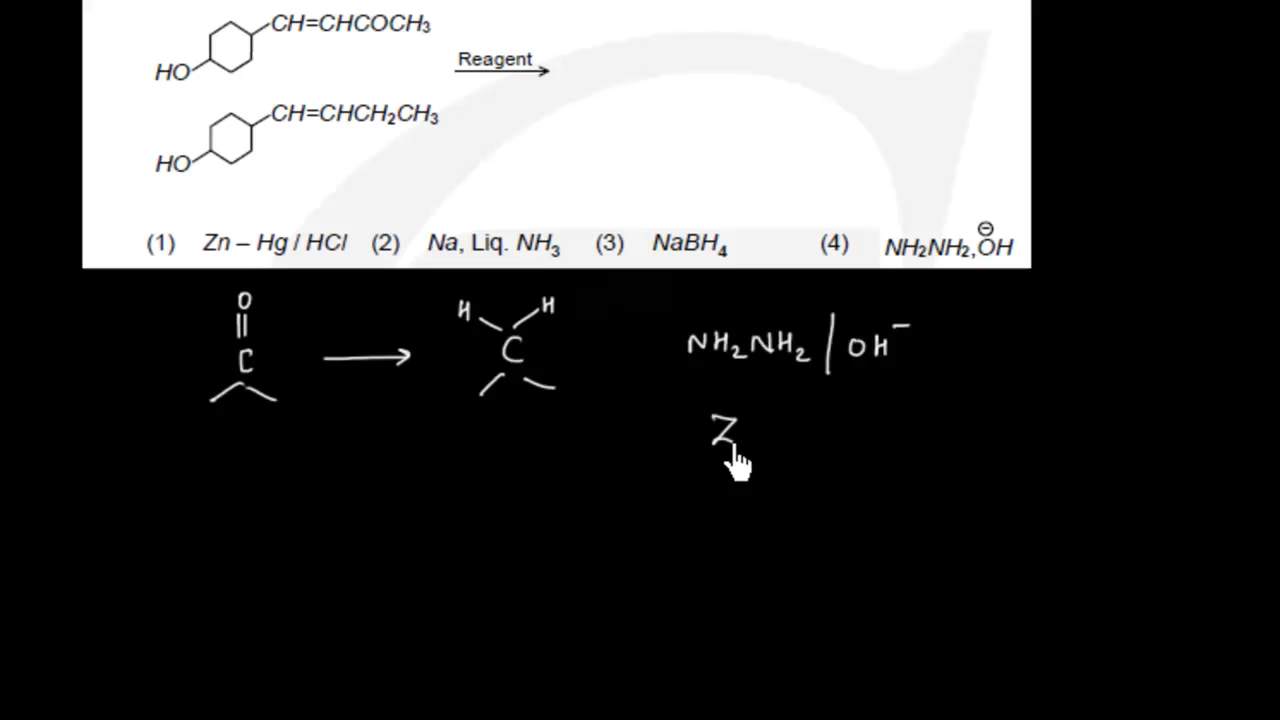 CH=CHCOCH₃
HO
Reagent
CH=CHCH₂CH₃
HO
(1) Zn – Hg / HCl (2) Na, Liq. NH₃ (3) NaBH₄ (4) NH₂NH₂,O⊖H
O
C
H H
C
NH₂NH₂ | OH⁻
Z